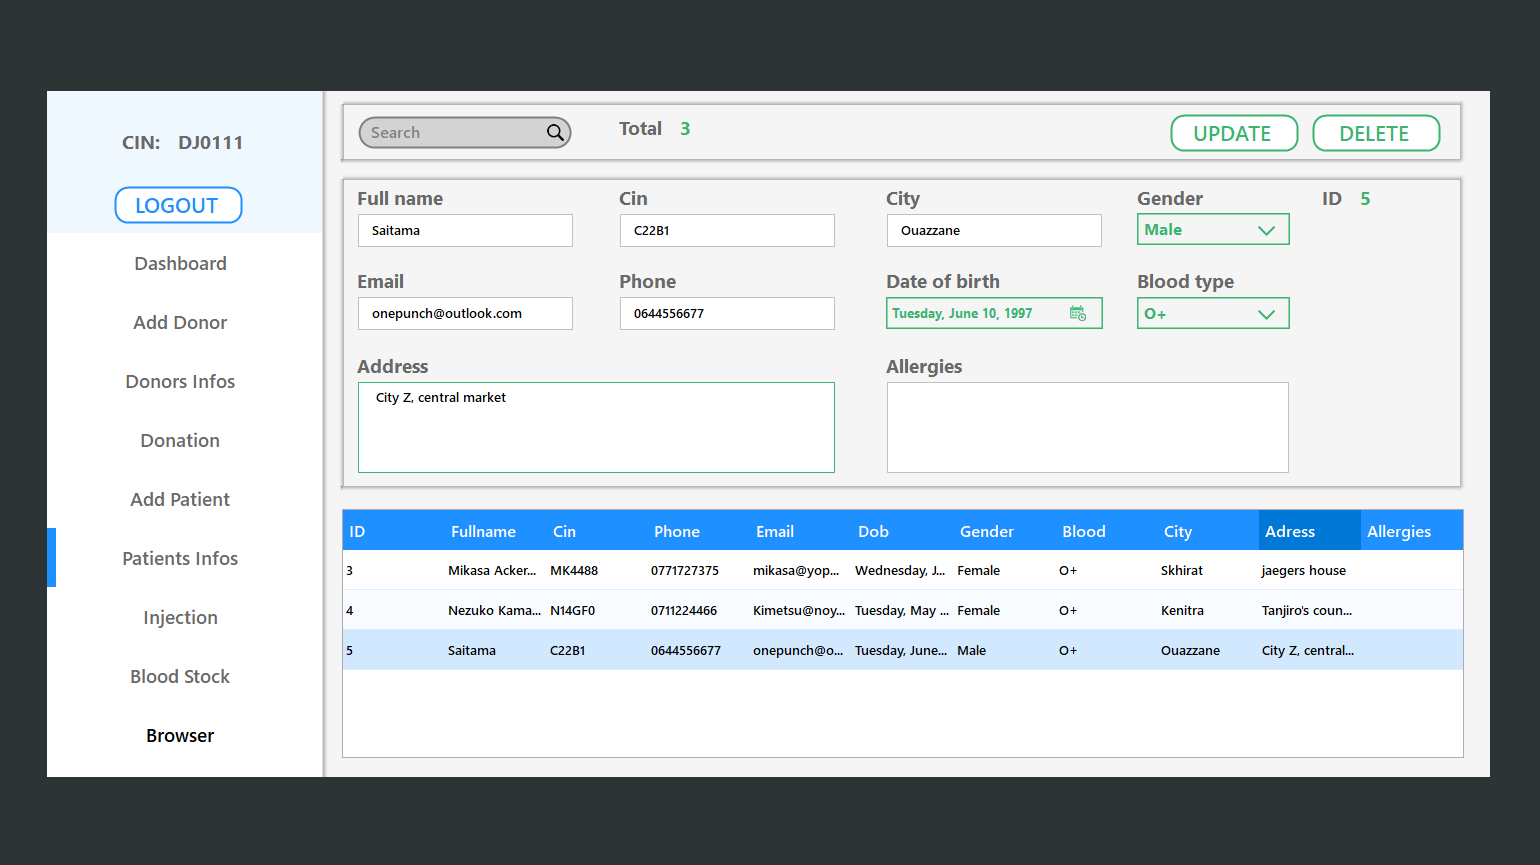 CIN: DJ0111
LOGOUT
Dashboard
Add Donor
Donors Infos
Donation
Add Patient
Patients Infos
Injection
Blood Stock
Browser
Search
Total 3
UPDATE DELETE
Full name Cin City Gender ID 5
Saitama C22B1 Ouazzane Male
Email Phone Date of birth Blood type
onepunch@outlook.com 0644556677 Tuesday, June 10, 1997 O+
Address Allergies
City Z, central market
ID Fullname Cin Phone Email Dob Gender Blood City Adress Allergies
3 Mikasa Acker... MK4488 0771727375 mikasa@yop... Wednesday, J... Female O+ Skhirat jaegers house
4 Nezuko Kama... N14GF0 0711224466 Kimetsu@noy... Tuesday, May ... Female O+ Kenitra Tanjiro's coun...
5 Saitama C22B1 0644556677 onepunch@o... Tuesday, June... Male O+ Ouazzane City Z, central...